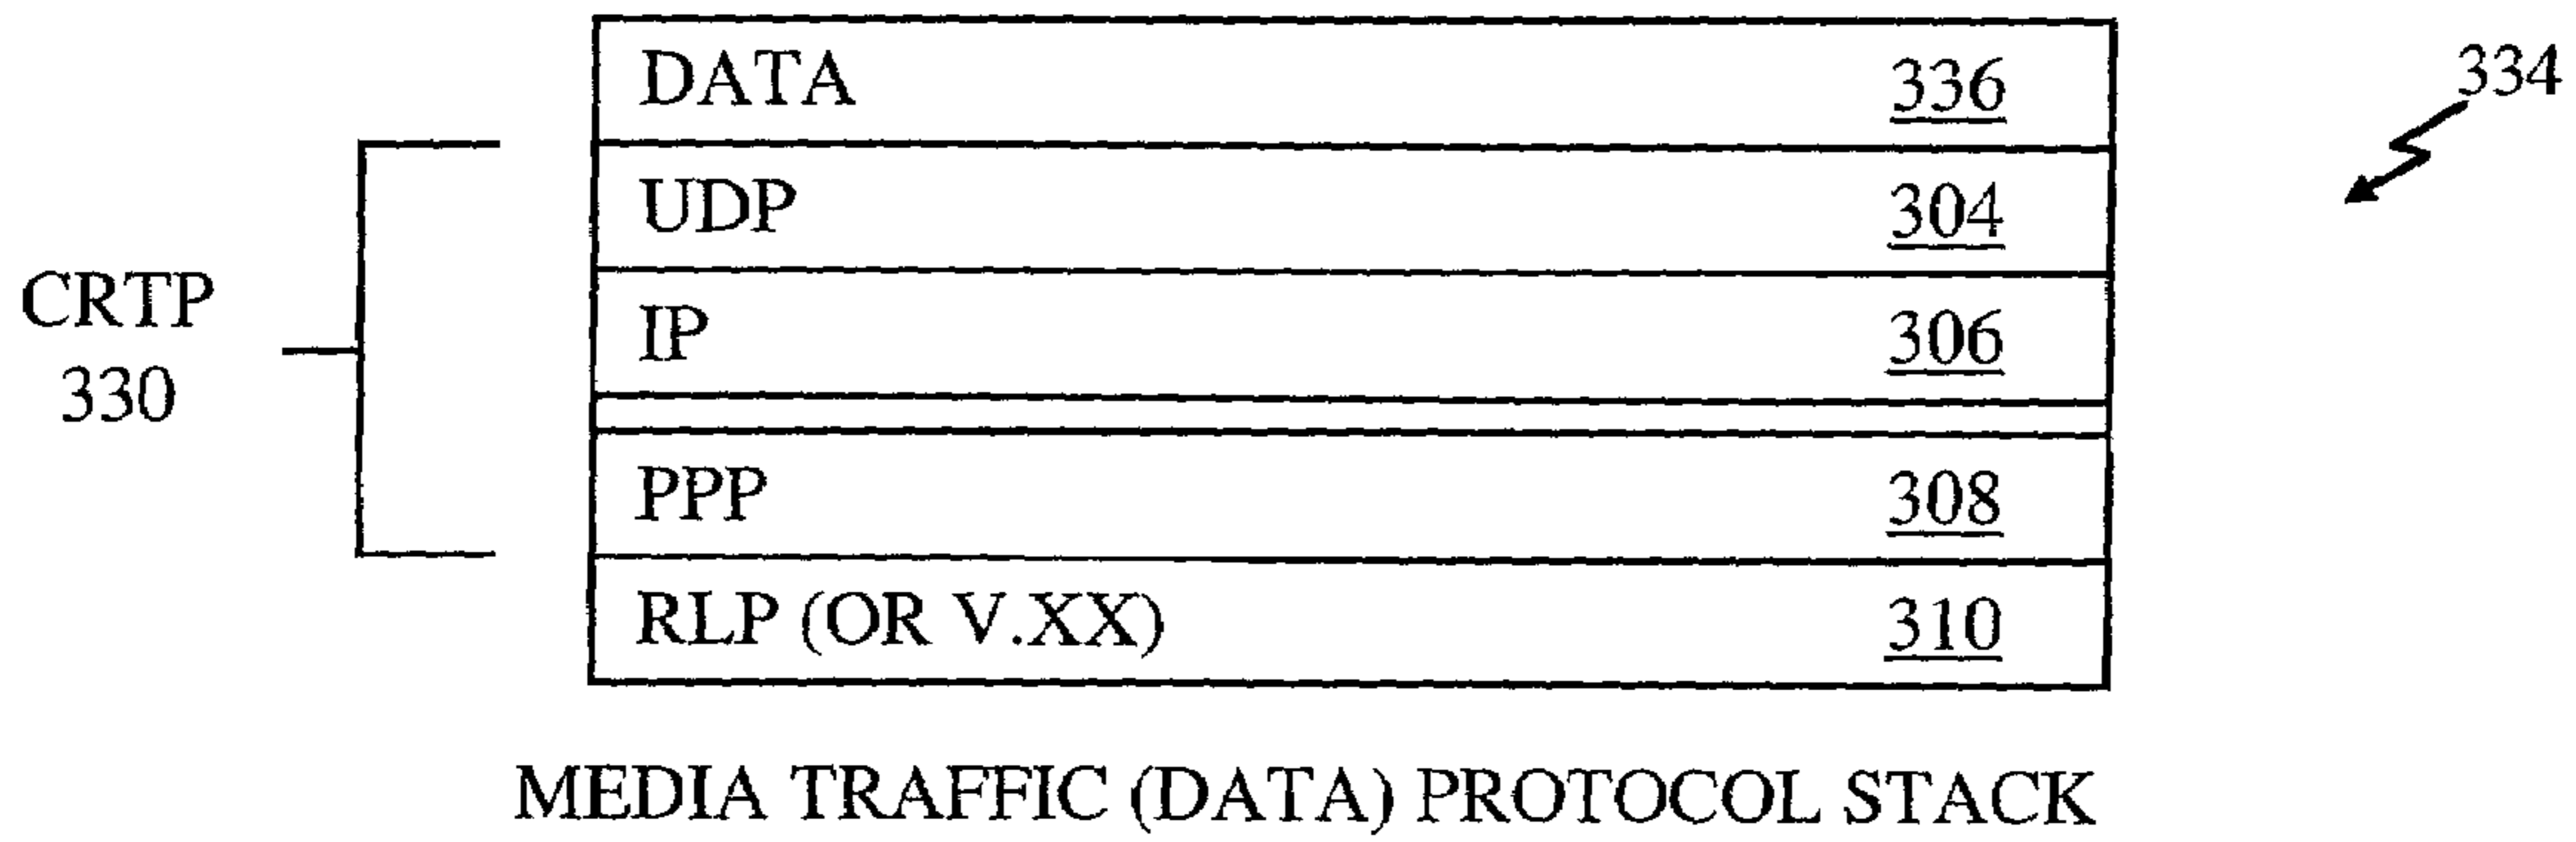 DATA 336
334
UDP 304
CRTP
330
IP 306
PPP 308
RLP (OR V.XX) 310
MEDIA TRAFFIC (DATA) PROTOCOL STACK